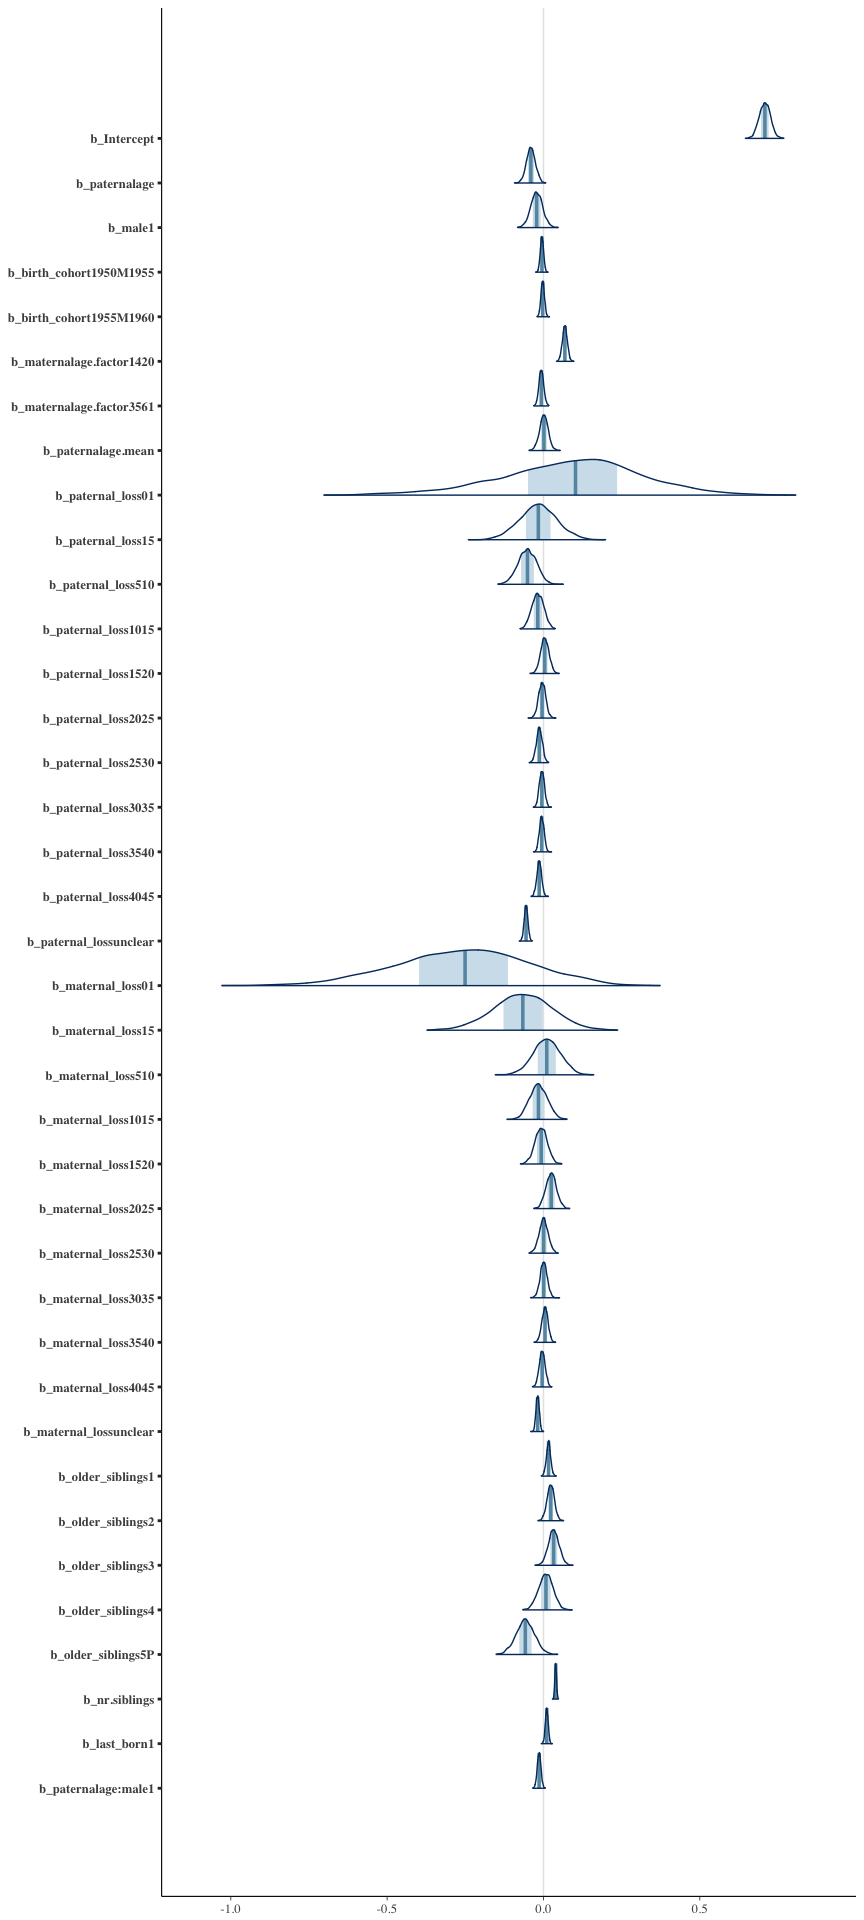 b_Intercept
b_paternalage
b_male1
b_birth_cohort1950M1955
b_birth_cohort1955M1960
b_maternalage.factor1420
b_maternalage.factor3561
b_paternalage.mean
b_paternal_loss01
b_paternal_loss15
b_paternal_loss510
b_paternal_loss1015
b_paternal_loss1520
b_paternal_loss2025
b_paternal_loss2530
b_paternal_loss3035
b_paternal_loss3540
b_paternal_loss4045
b_paternal_lossunclear
b_maternal_loss01
b_maternal_loss15
b_maternal_loss510
b_maternal_loss1015
b_maternal_loss1520
b_maternal_loss2025
b_maternal_loss2530
b_maternal_loss3035
b_maternal_loss3540
b_maternal_loss4045
b_maternal_lossunclear
b_older_siblings1
b_older_siblings2
b_older_siblings3
b_older_siblings4
b_older_siblings5P
b_nr.siblings
b_last_born1
b_paternalage:male1
-1.0 -0.5 0.0 0.5